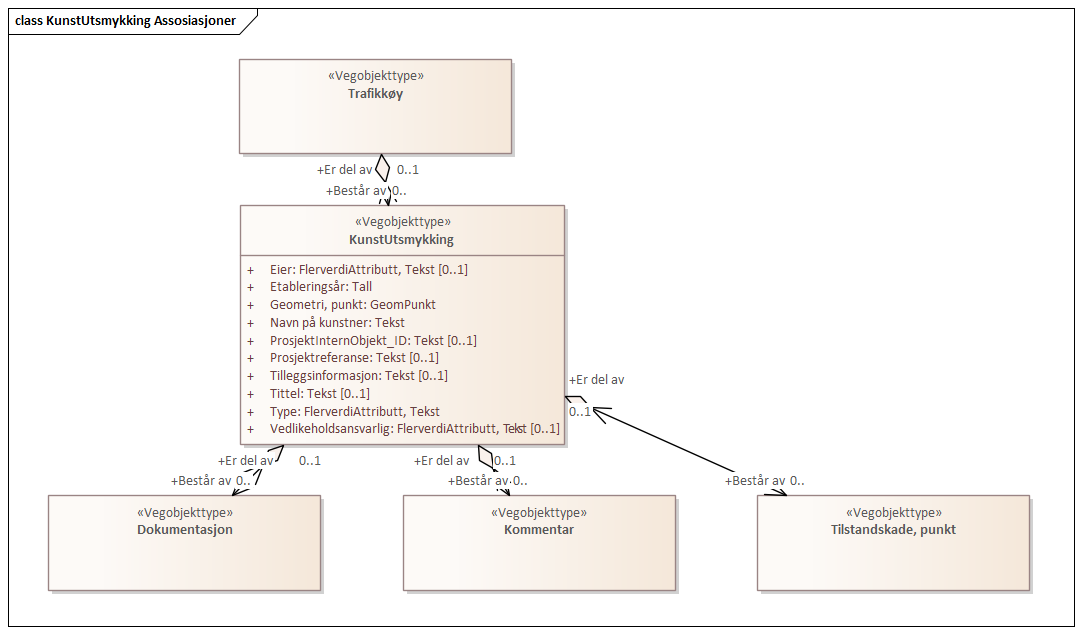 class KunstUtsmykking Assosiasjoner
«Vegobjekttype»
Trafikkøy
+Er del av 0..1
+Består av 0..
«Vegobjekttype»
KunstUtsmykking
+ Eier: FlerverdiAttributt, Tekst [0..1]
+ Etableringsår: Tall
+ Geometri, punkt: GeomPunkt
+ Navn på kunstner: Tekst
+ ProsjektInternObjekt_ID: Tekst [0..1]
+ Prosjektreferanse: Tekst [0..1]
+ Tilleggsinformasjon: Tekst [0..1]
+ Tittel: Tekst [0..1]
+ Type: FlerverdiAttributt, Tekst
+ Vedlikeholdsansvarlig: FlerverdiAttributt, Tekst [0..1]
+Er del av
0..1
+Er del av 0..1
+Består av 0..
+Er del av 0..1
+Består av 0..
+Består av 0..
«Vegobjekttype»
Dokumentasjon
«Vegobjekttype»
Kommentar
«Vegobjekttype»
Tilstandskade, punkt